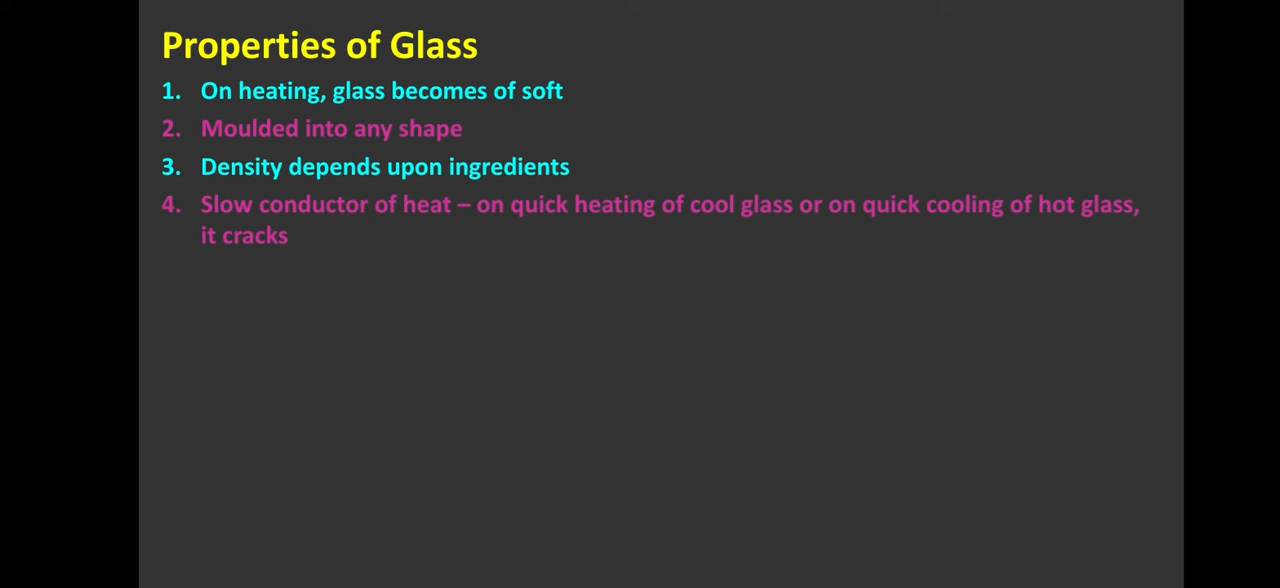 Properties of Glass
1. On heating, glass becomes of soft
2. Moulded into any shape
3. Density depends upon ingredients
4. Slow conductor of heat – on quick heating of cool glass or on quick cooling of hot glass,
it cracks